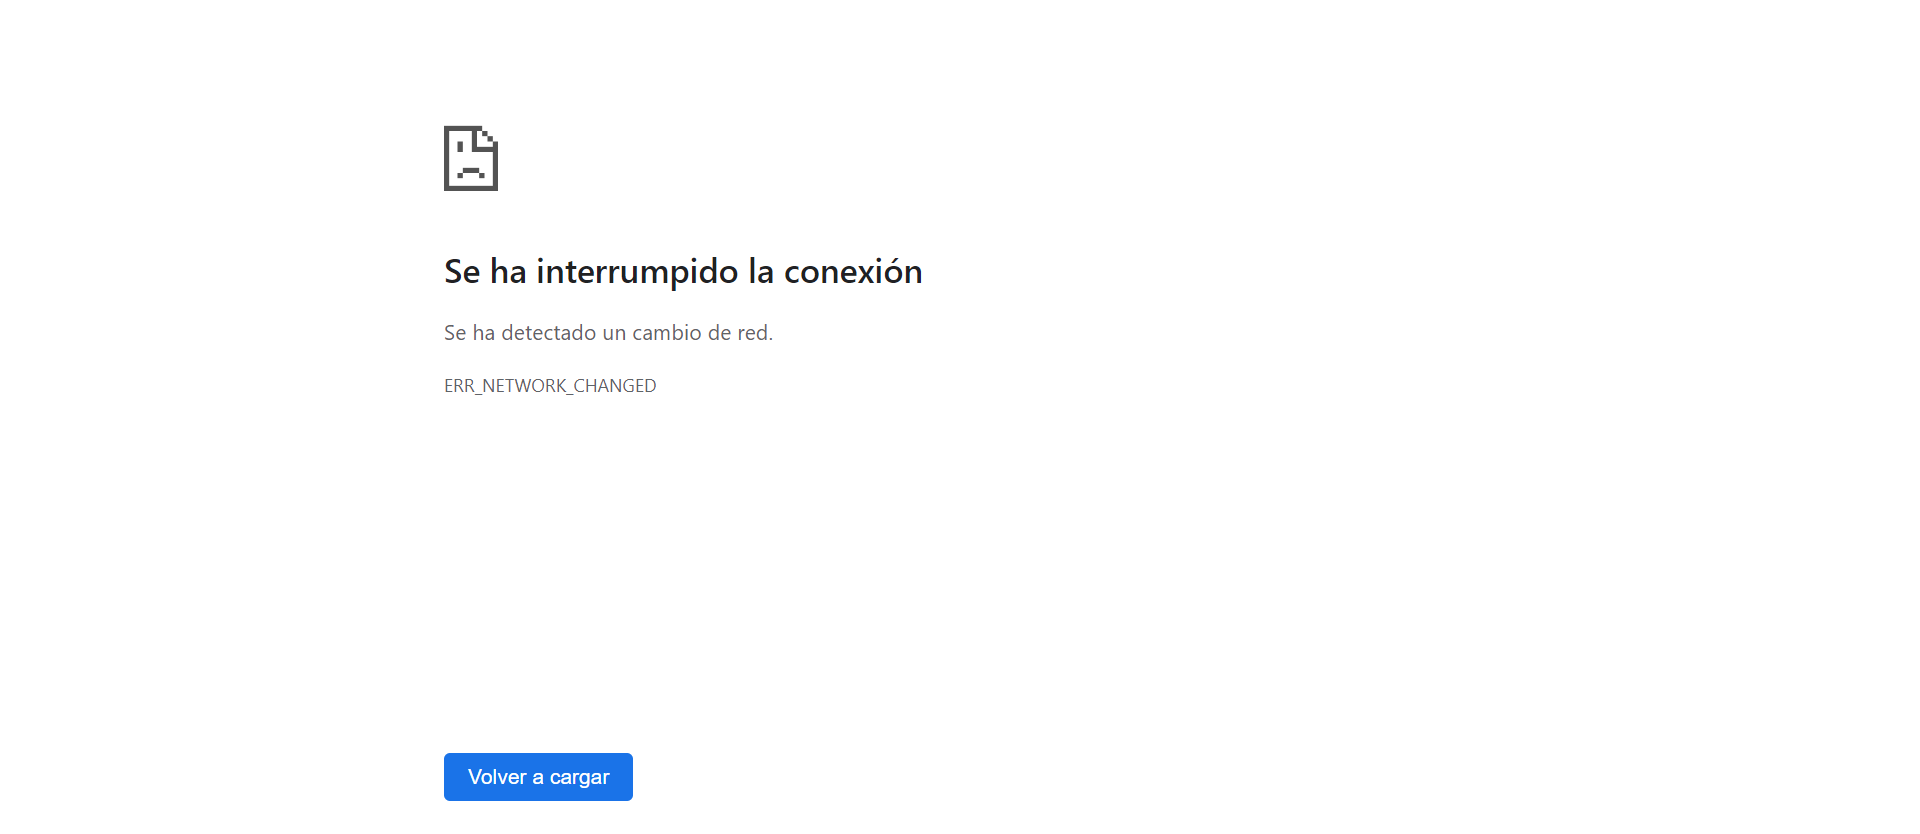 Se ha interrumpido la conexión
Se ha detectado un cambio de red.
ERR_NETWORK_CHANGED
Volver a cargar